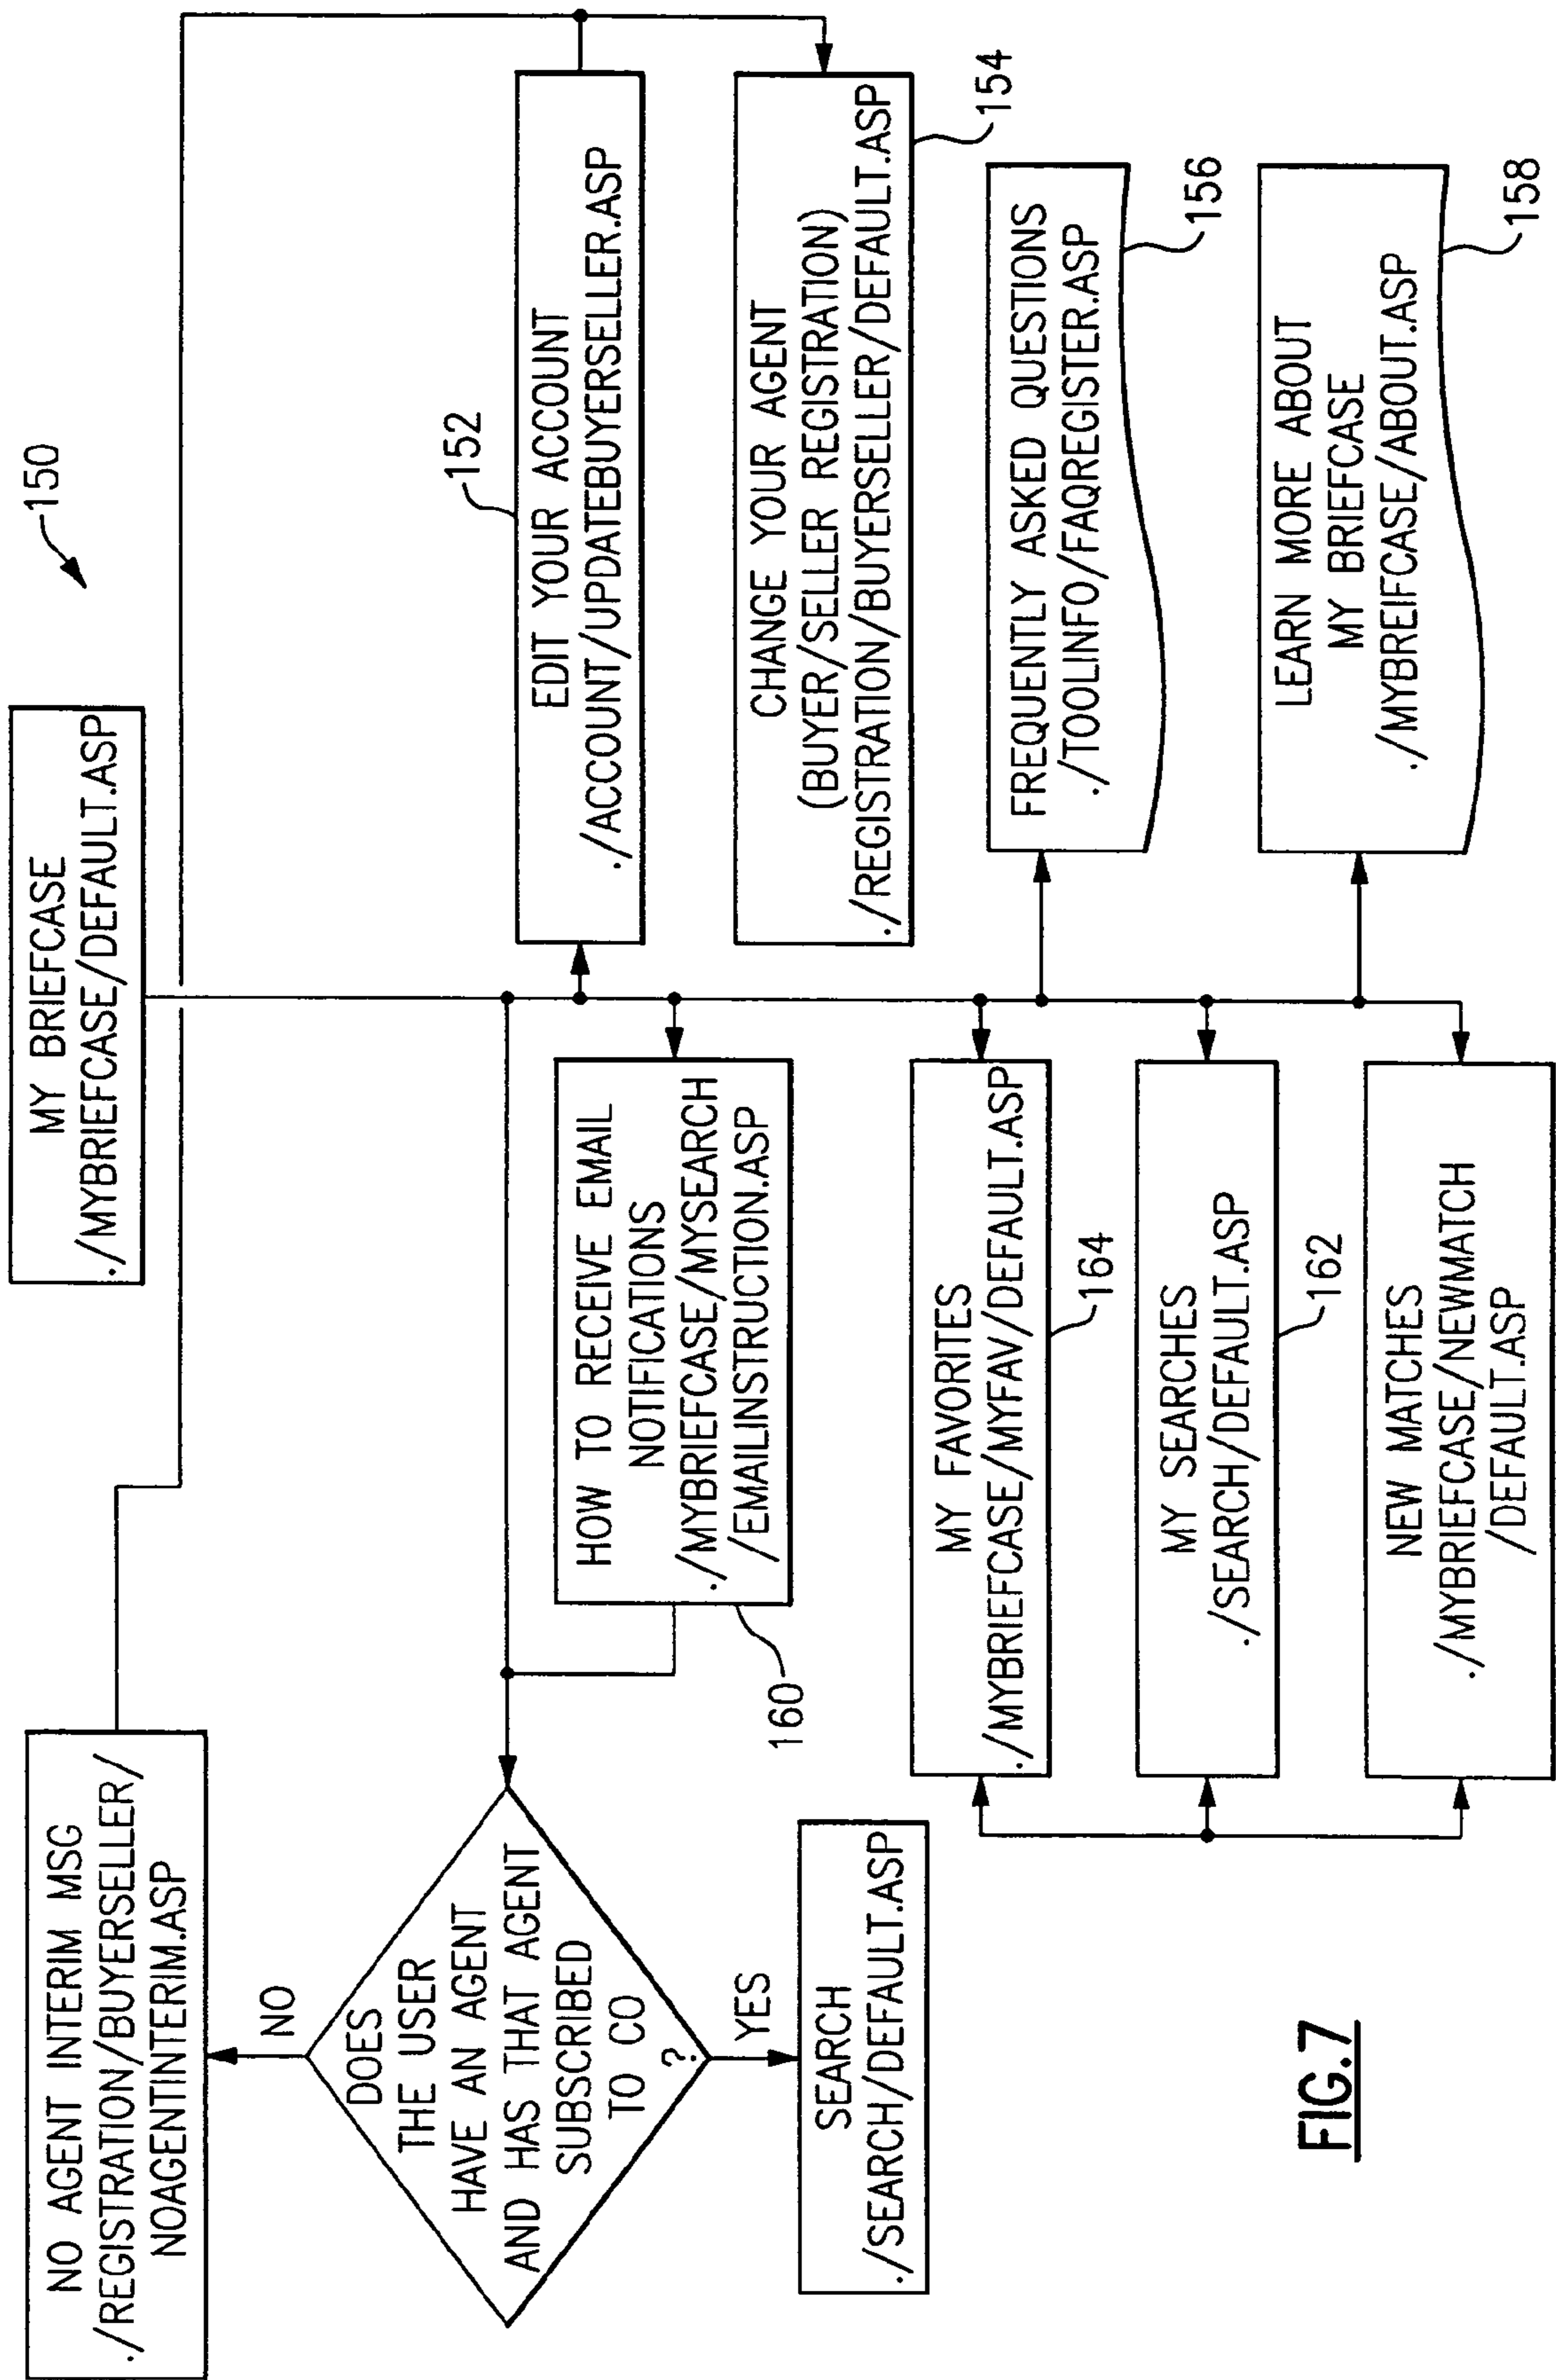 150
MY BRIEFCASE
./MYBRIEFCASE/DEFAULT.ASP
NO AGENT INTERIM MSG
./REGISTRATION/BUYERSELLER/
NOAGENTINTERIM.ASP
NO
DOES
THE USER
HAVE AN AGENT
AND HAS THAT AGENT
SUBSCRIBED
TO CO
?
YES
SEARCH
./SEARCH/DEFAULT.ASP
152
EDIT YOUR ACCOUNT
./ACCOUNT/UPDATEBUYERSELLER.ASP
CHANGE YOUR AGENT
(BUYER/SELLER REGISTRATION)
./REGISTRATION/BUYERSELLER/DEFAULT.ASP
154
HOW TO RECEIVE EMAIL
NOTIFICATIONS
./MYBRIEFCASE/MYSEARCH
/EMAILINSTRUCTION.ASP
160
FREQUENTLY ASKED QUESTIONS
./TOOLINFO/FAQREGISTER.ASP
156
MY FAVORITES
./MYBRIEFCASE/MYFAV/DEFAULT.ASP
164
LEARN MORE ABOUT
MY BRIEFCASE
./MYBREIFCASE/ABOUT.ASP
158
MY SEARCHES
./SEARCH/DEFAULT.ASP
162
NEW MATCHES
./MYBRIEFCASE/NEWMATCH
/DEFAULT.ASP
FIG.7